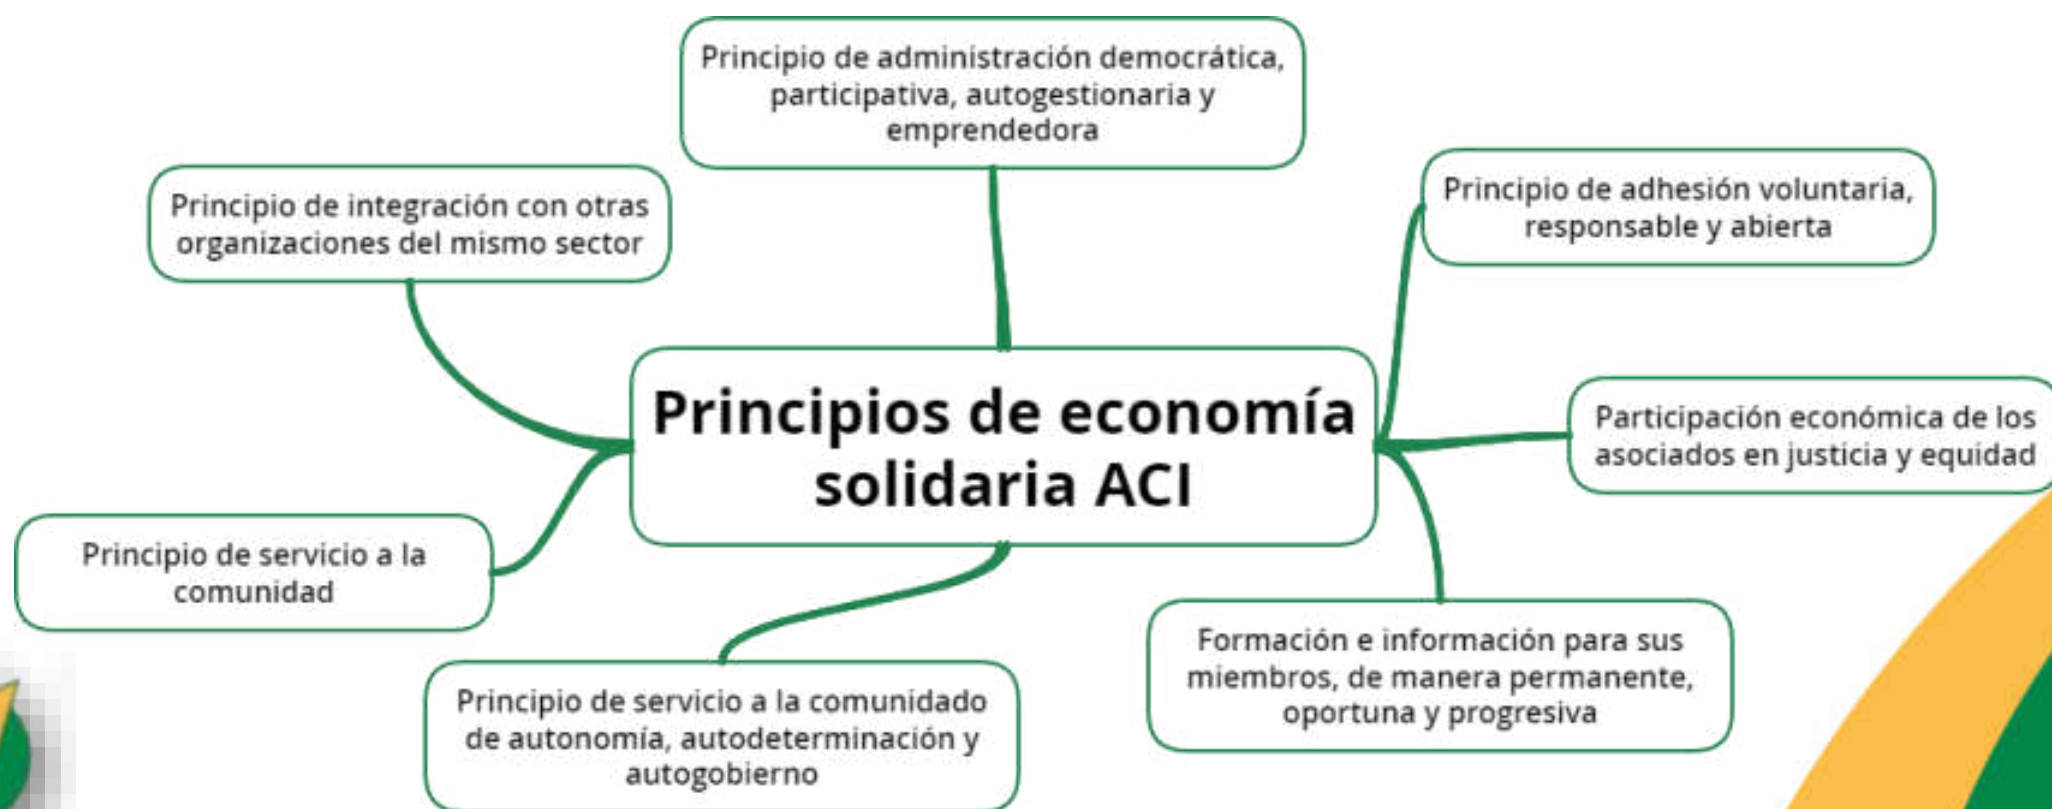 Principio de administración democrática,
participativa, autogestionaria y
emprendedora
Principio de integración con otras
organizaciones del mismo sector
Principio de adhesión voluntaria,
responsable y abierta
Principios de economía
solidaria ACI
Participación económica de los
asociados en justicia y equidad
Principio de servicio a la
comunidad
Formación e información para sus
miembros, de manera permanente,
oportuna y progresiva
Principio de servicio a la comunidado
de autonomía, autodeterminación y
autogobierno